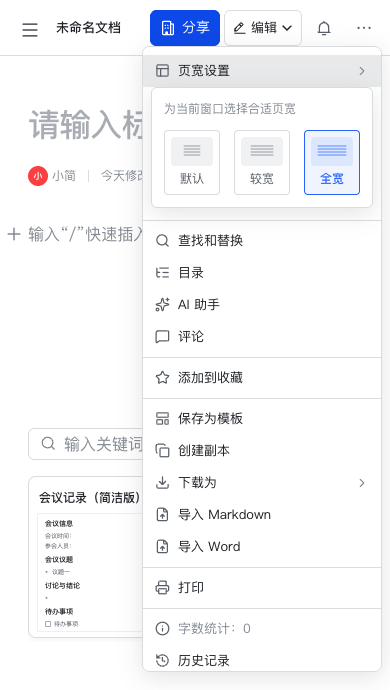 未命名文档
分享
编辑
页宽设置
请输入标
为当前窗口选择合适页宽
默认
较宽
全宽
小
小简
今天修改
输入“/”快速插入
查找和替换
目录
AI 助手
评论
添加到收藏
保存为模板
创建副本
下载为
导入 Markdown
导入 Word
打印
字数统计：0
历史记录
输入关键词
会议记录（简洁版）
会议信息
会议时间：
参会人员：
会议议题
议题一
讨论与结论
待办事项
待办事项